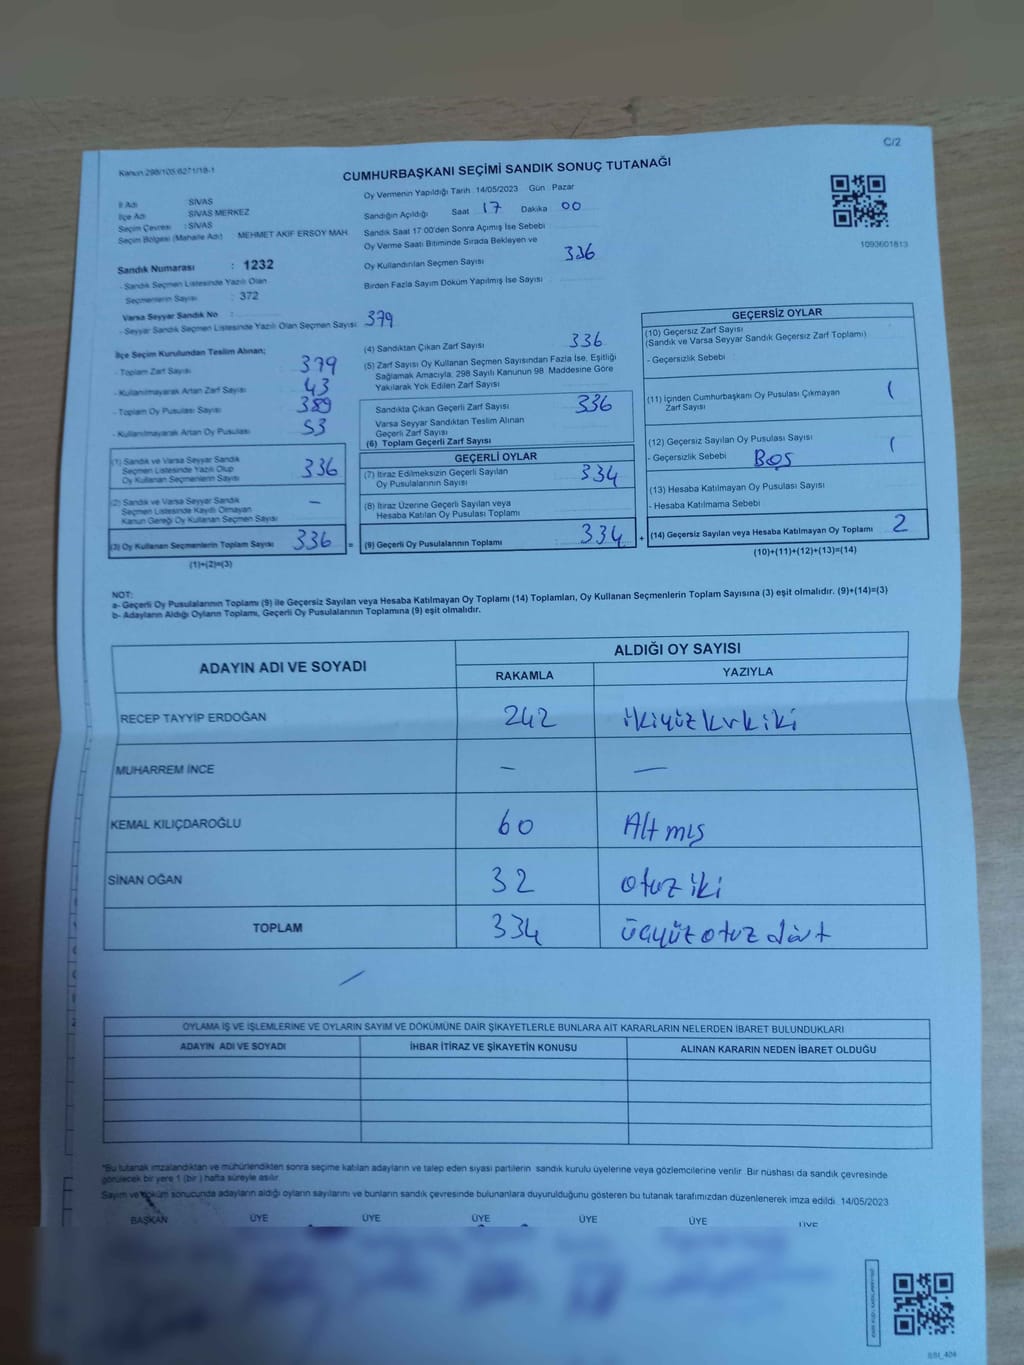 C/2
Kanun 298/103:6271/18-1
CUMHURBAŞKANI SEÇİMİ SANDIK SONUÇ TUTANAĞI
Oy Vermenin Yapıldığı Tarih 14/05/2023 Gün Pazar
İl Adı : SİVAS
İlçe Adı SİVAS MERKEZ
Seçim Çevresi : SİVAS
Seçim Bölgesi (Mahalle Adı) MEHMET AKİF ERSOY MAH.
Sandığın Açıldığı Saat 17 Dakika 00
Sandık Saat 17:00'den Sonra Açımış İse Sebebi
Oy Verme Saati Bitiminde Sırada Bekleyen ve
Oy Kullandırılan Seçmen Sayısı 336
Birden Fazla Sayım Döküm Yapılmış İse Sayısı
1093601813
Sandık Numarası : 1232
- Sandık Seçmen Listesinde Yazılı Olan
Seçmenlerin Sayısı : 372
Varsa Seyyar Sandık No :
- Seyyar Sandık Seçmen Listesinde Yazılı Olan Seçmen Sayısı 379
İlçe Seçim Kurulundan Teslim Alınan;
- Toplam Zarf Sayısı 379
- Kullanılmayarak Artan Zarf Sayısı 43
- Toplam Oy Pusulası Sayısı 389
- Kullanılmayarak Artan Oy Pusulası 53
(1) Sandık ve Varsa Seyyar Sandık
Seçmen Listesinde Yazılı Olup
Oy Kullanan Seçmenlerin Sayısı 336
(2) Sandık ve Varsa Seyyar Sandık
Seçmen Listesinde Kayıtlı Olmayan
Kanun Gereği Oy Kullanan Seçmen Sayısı –
(3) Oy Kullanan Seçmenlerin Toplam Sayısı 336 =
(1)+(2)=(3)
(4) Sandıktan Çıkan Zarf Sayısı 336
(5) Zarf Sayısı Oy Kullanan Seçmen Sayısından Fazla İse, Eşitliği
Sağlamak Amacıyla, 298 Sayılı Kanunun 98. Maddesine Göre
Yakılarak Yok Edilen Zarf Sayısı
Sandıkta Çıkan Geçerli Zarf Sayısı 336
Varsa Seyyar Sandıktan Teslim Alınan
Geçerli Zarf Sayısı
(6) Toplam Geçerli Zarf Sayısı
GEÇERLİ OYLAR
(7) İtiraz Edilmeksizin Geçerli Sayılan
Oy Pusulalarının Sayısı 334
(8) İtiraz Üzerine Geçerli Sayılan veya
Hesaba Katılan Oy Pusulası Toplamı
(9) Geçerli Oy Pusulalarının Toplamı 334 +
GEÇERSİZ OYLAR
(10) Geçersiz Zarf Sayısı
(Sandık ve Varsa Seyyar Sandık Geçersiz Zarf Toplamı)
- Geçersizlik Sebebi
(11) İçinden Cumhurbaşkanı Oy Pusulası Çıkmayan
Zarf Sayısı 1
(12) Geçersiz Sayılan Oy Pusulası Sayısı 1
- Geçersizlik Sebebi BOŞ
(13) Hesaba Katılmayan Oy Pusulası Sayısı
- Hesaba Katılmama Sebebi
(14) Geçersiz Sayılan veya Hesaba Katılmayan Oy Toplamı 2
(10)+(11)+(12)+(13)=(14)
NOT:
a- Geçerli Oy Pusulalarının Toplamı (9) ile Geçersiz Sayılan veya Hesaba Katılmayan Oy Toplamı (14) Toplamları, Oy Kullanan Seçmenlerin Toplam Sayısına (3) eşit olmalıdır. (9)+(14)=(3)
b- Adayların Aldığı Oyların Toplamı, Geçerli Oy Pusulalarının Toplamına (9) eşit olmalıdır.
ADAYIN ADI VE SOYADI ALDIĞI OY SAYISI
RAKAMLA YAZIYLA
RECEP TAYYİP ERDOĞAN 242 ikiyüzkırkiki
MUHARREM İNCE – –
KEMAL KILIÇDAROĞLU 60 Altmış
SİNAN OĞAN 32 otuz iki
TOPLAM 334 üçyüz otuz dört
OYLAMA İŞ VE İŞLEMLERİNE VE OYLARIN SAYIM VE DÖKÜMÜNE DAİR ŞİKAYETLERLE BUNLARA AİT KARARLARIN NELERDEN İBARET BULUNDUKLARI
ADAYIN ADI VE SOYADI İHBAR İTİRAZ VE ŞİKAYETİN KONUSU ALINAN KARARIN NEDEN İBARET OLDUĞU
*Bu tutanak imzalandıktan ve mühürlendikten sonra seçime katılan adayların ve talep eden siyasi partilerin sandık kurulu üyelerine veya gözlemcilerine verilir. Bir nüshası da sandık çevresinde
görülecek bir yere 1 (bir ) hafta süreyle asılır.
Sayım ve döküm sonucunda adayların aldığı oyların sayılarını ve bunların sandık çevresinde bulunanlara duyurulduğunu gösteren bu tutanak tarafımızdan düzenlenerek imza edildi. 14/05/2023
BAŞKAN ÜYE ÜYE ÜYE ÜYE ÜYE ÜYE